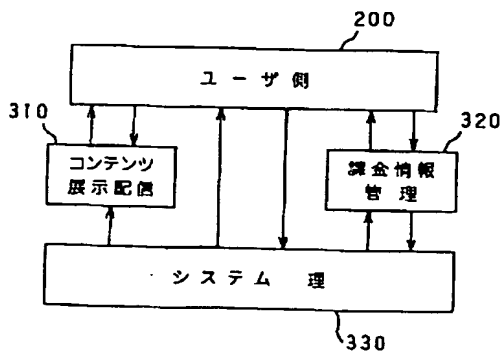 200
ユーザ側
310
コンテンツ
展示配信
320
課金情報
管理
システム 理
330